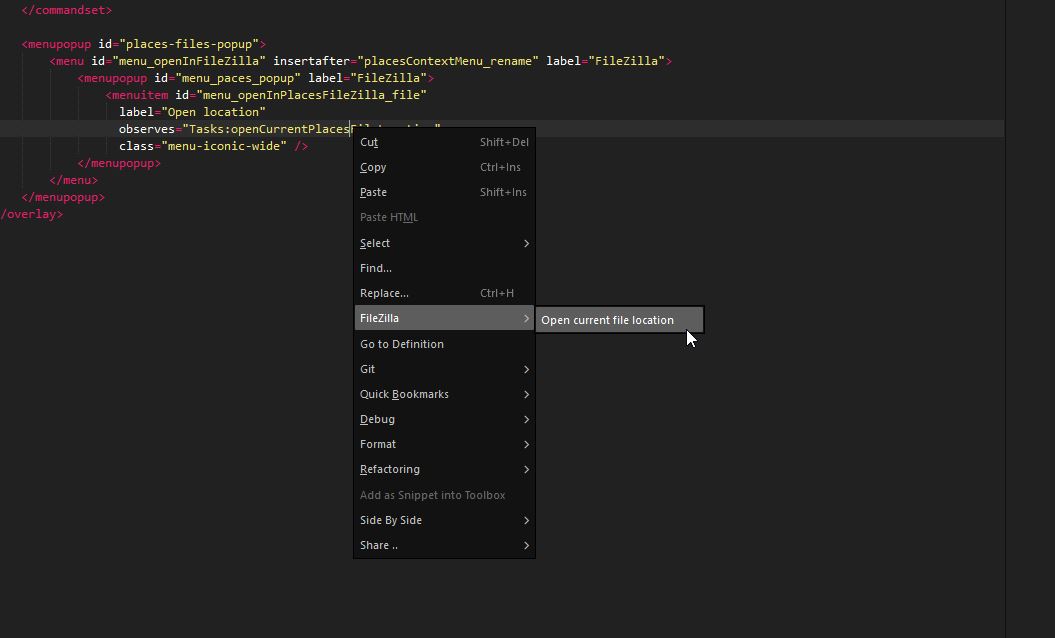 </commandset>
<menupopup id="places-files-popup">
<menu id="menu_openInFileZilla" insertafter="placesContextMenu_rename" label="FileZilla">
<menupopup id="menu_paces_popup" label="FileZilla">
<menuitem id="menu_openInPlacesFileZilla_file"
label="Open location"
observes="Tasks:openCurrentPlaces
class="menu-iconic-wide" />
</menupopup>
</menu>
</menupopup>
/overlay>
Cut Shift+Del
Copy Ctrl+Ins
Paste Shift+Ins
Paste HTML
Select
Find...
Replace... Ctrl+H
FileZilla
Open current file location
Go to Definition
Git
Quick Bookmarks
Debug
Format
Refactoring
Add as Snippet into Toolbox
Side By Side
Share ..